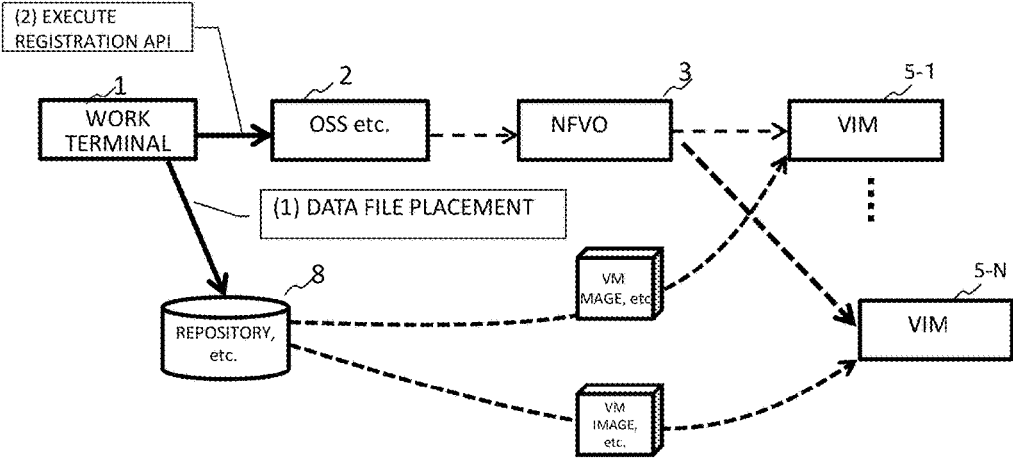 (2) EXECUTE
REGISTRATION API
1
2
3
5-1
WORK
TERMINAL
OSS etc.
NFVO
VIM
(1) DATA FILE PLACEMENT
8
VM
MAGE, etc
5-N
REPOSITORY,
etc.
VIM
VM
IMAGE,
etc.